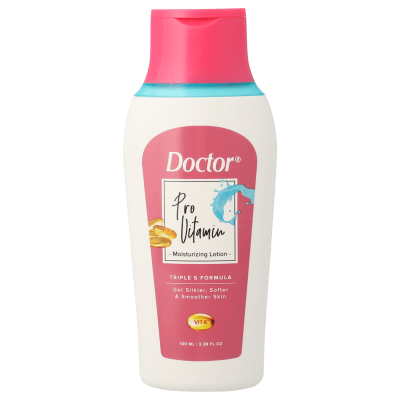 Doctor®
Pro
Vitamin
- Moisturizing Lotion -
TRIPLE S FORMULA
Get Silkier, Softer
& Smoother Skin
VIT-E
100 ML | 3.38 FL OZ